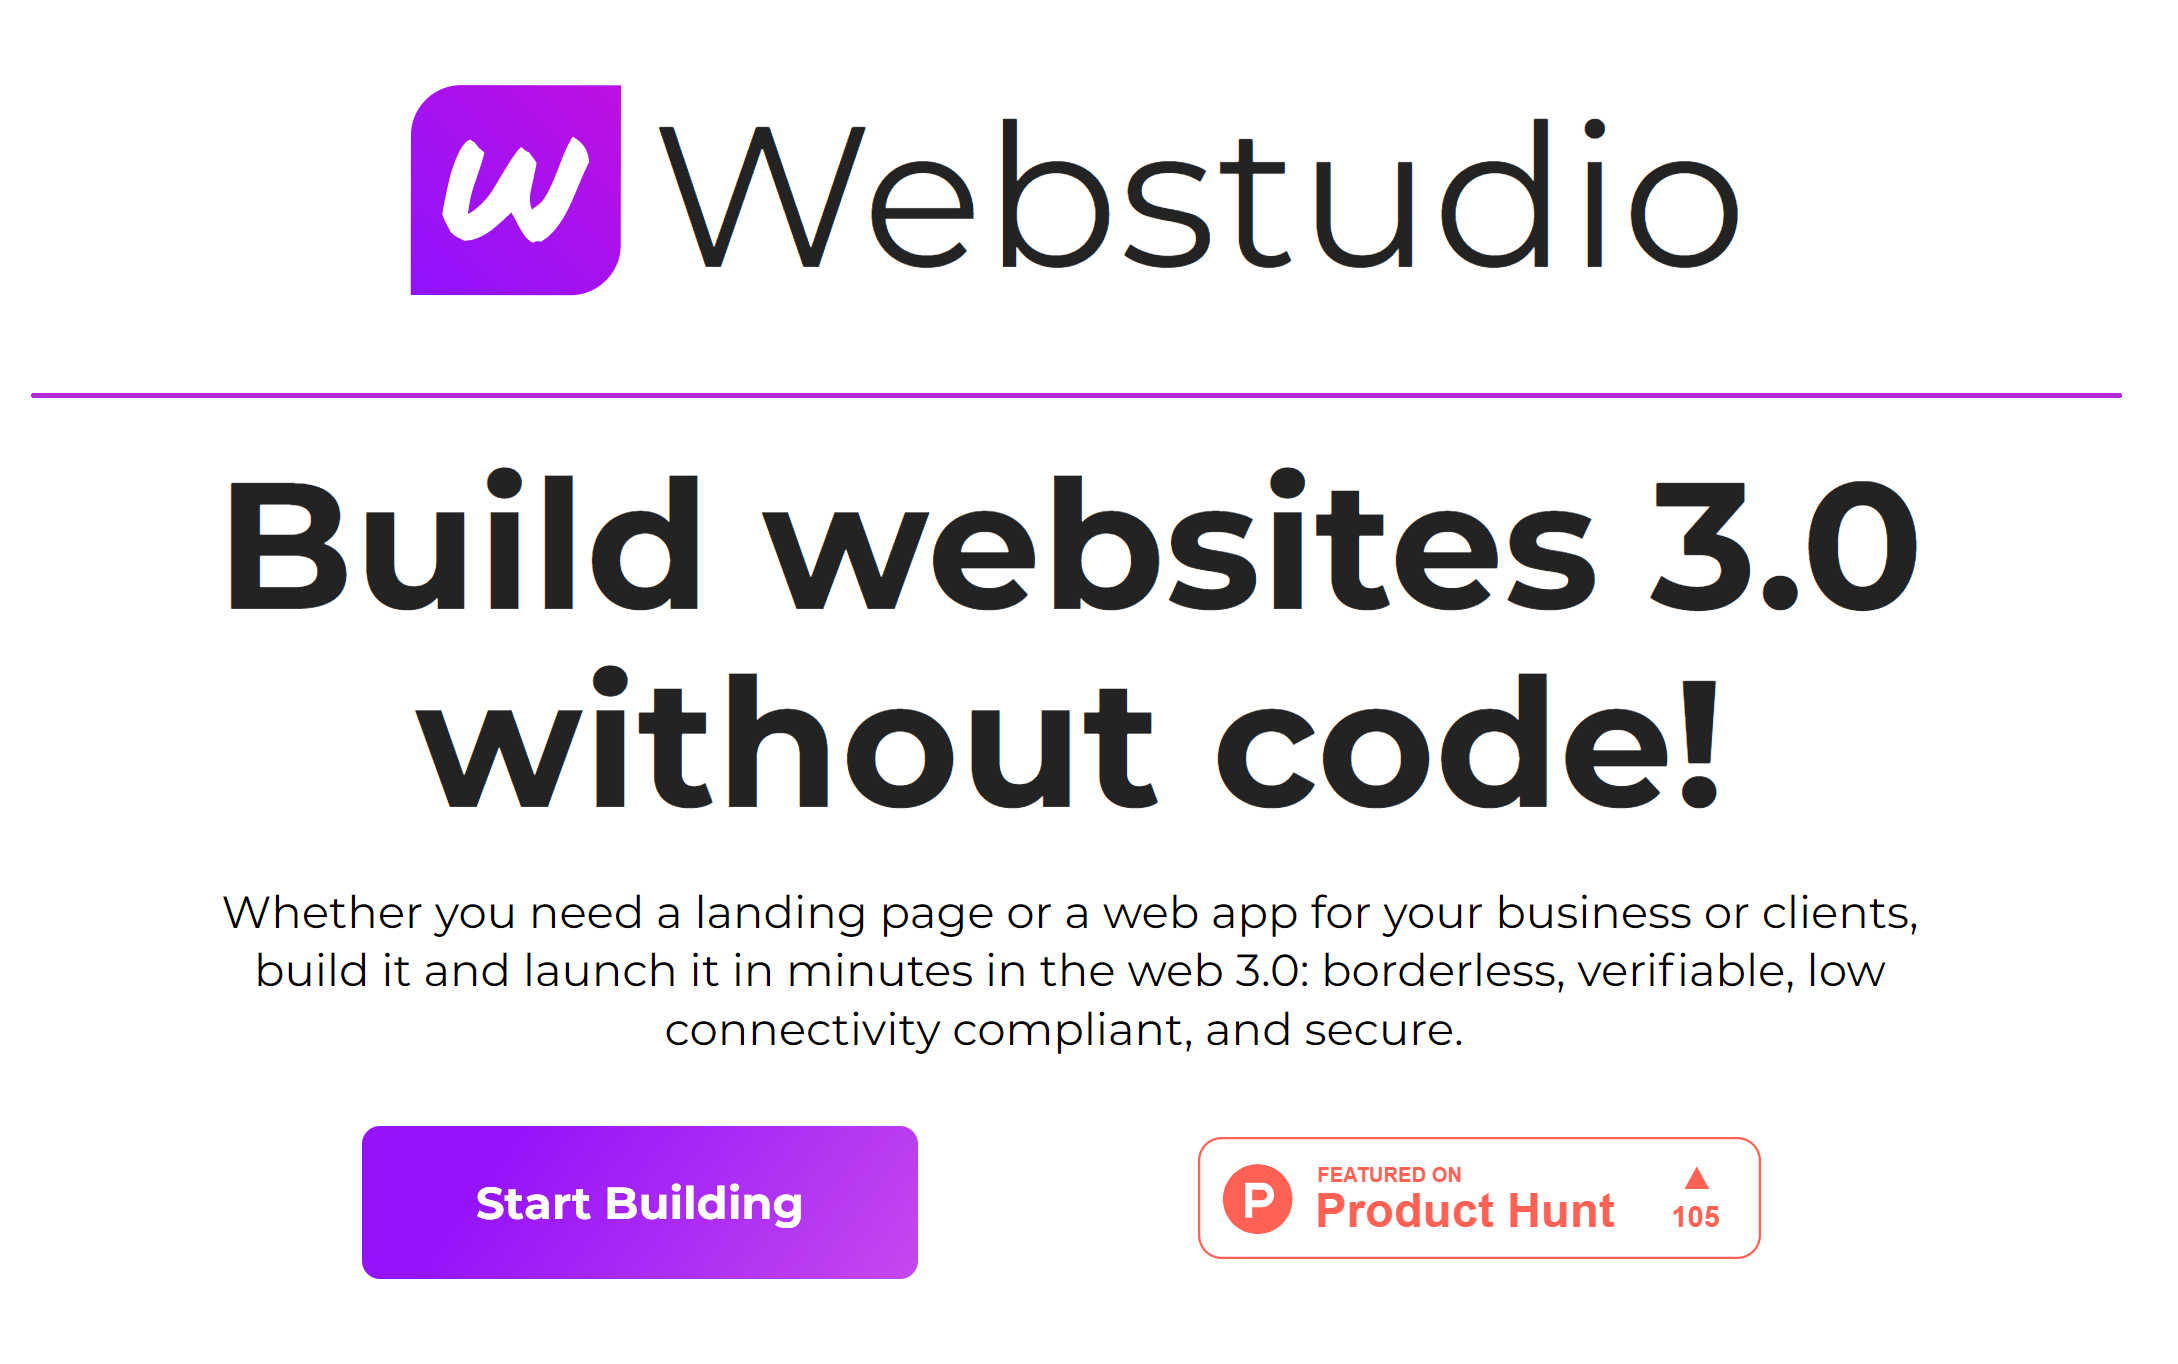 w Webstudio
Build websites 3.0
without code!
Whether you need a landing page or a web app for your business or clients,
build it and launch it in minutes in the web 3.0: borderless, verifiable, low
connectivity compliant, and secure.
Start Building
P
FEATURED ON
Product Hunt
▲
105